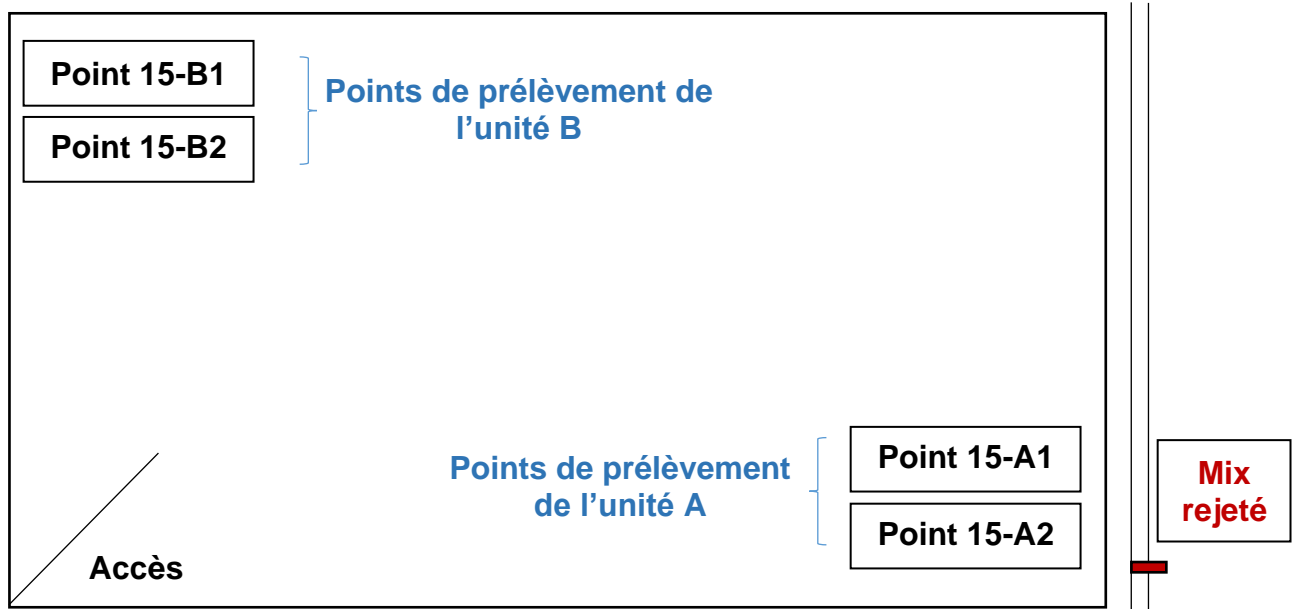 Point 15-B1
Point 15-B2
Points de prélèvement de
l’unité B
Points de prélèvement
de l’unité A
Point 15-A1
Point 15-A2
Mix
rejeté
Accès